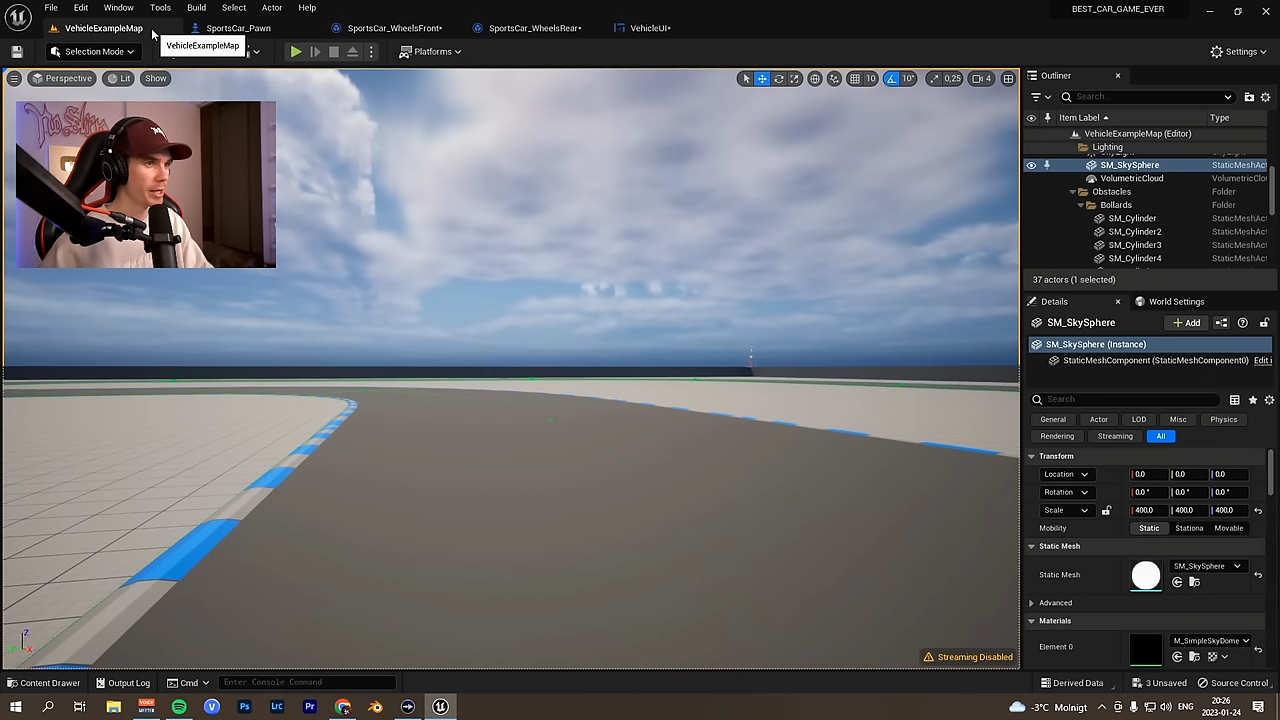 File Edit Window Tools Build Select Actor Help
BEST_CAR_GAME_EVER
VehicleExampleMap
SportsCar_Pawn
SportsCar_WheelsFront*
SportsCar_WheelsRear*
VehicleUI*
VehicleExampleMap
Selection Mode
Platforms
Settings
Perspective
Lit
Show
10
10°
0,25
4
Outliner
Search...
Item Label
Type
VehicleExampleMap (Editor)
Lighting
SM_SkySphere
StaticMeshAc
VolumetricCloud
VolumetricClo
Obstacles
Folder
Bollards
Folder
SM_Cylinder
StaticMeshAct
SM_Cylinder2
StaticMeshAct
SM_Cylinder3
StaticMeshAct
SM_Cylinder4
StaticMeshAct
37 actors (1 selected)
Details
World Settings
SM_SkySphere
Add
SM_SkySphere (Instance)
StaticMeshComponent (StaticMeshComponent0)
Edit i
Search
General Actor LOD Misc Physics
Rendering Streaming All
Transform
Location 0.0 0.0 0.0
Rotation 0.0 ° 0.0 ° 0.0 °
Scale 400.0 400.0 400.0
Mobility Static Stationa Movable
Static Mesh
Static Mesh
SM_SkySphere
Advanced
Materials
Element 0
M_SimpleSkyDome
Streaming Disabled
Z
X
Content Drawer
Output Log
Cmd
Enter Console Command
Derived Data
3 Unsaved
Source Control
-3°C Molnigt
ENG
20:26
2023-01-24